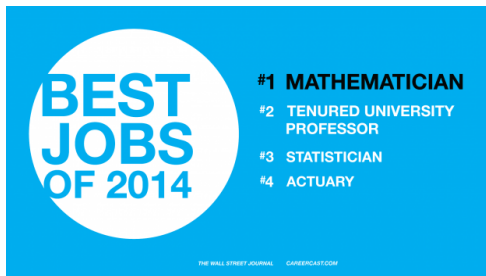 BEST
JOBS
OF 2014
#1 MATHEMATICIAN
#2 TENURED UNIVERSITY
PROFESSOR
#3 STATISTICIAN
#4 ACTUARY
THE WALL STREET JOURNAL CAREERCAST.COM